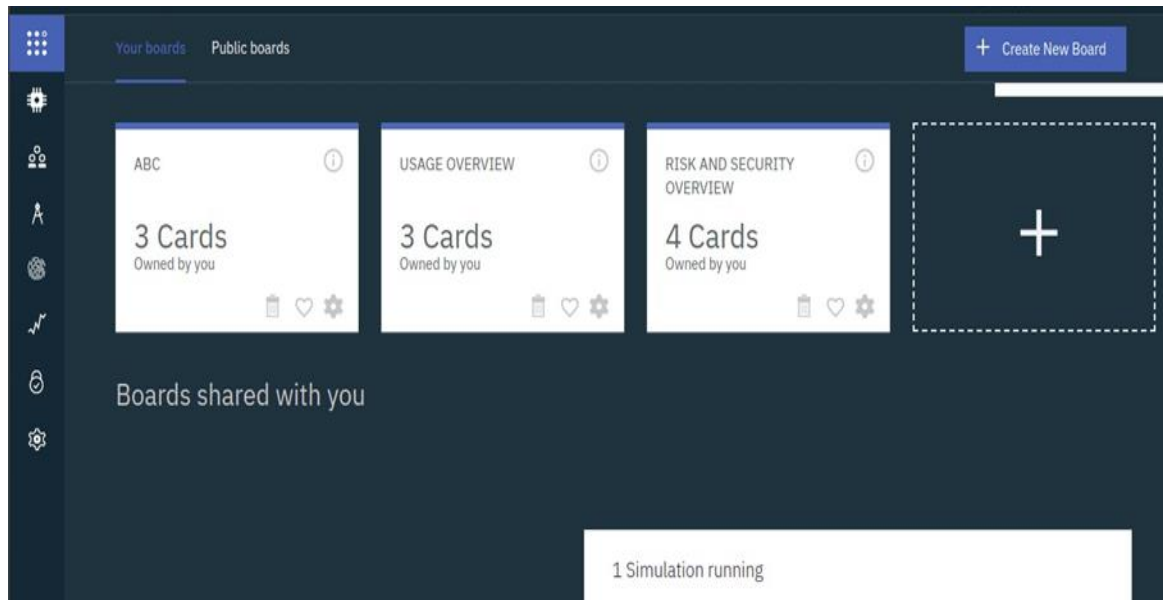 Your boards
Public boards
+ Create New Board
ABC
3 Cards
Owned by you
USAGE OVERVIEW
3 Cards
Owned by you
RISK AND SECURITY
OVERVIEW
4 Cards
Owned by you
Boards shared with you
1 Simulation running